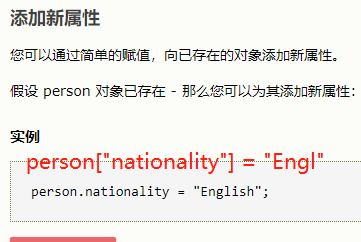 添加新属性
您可以通过简单的赋值，向已存在的对象添加新属性。
假设 person 对象已存在 - 那么您可以为其添加新属性：
实例
person["nationality"] = "Engl"
person.nationality = "English";